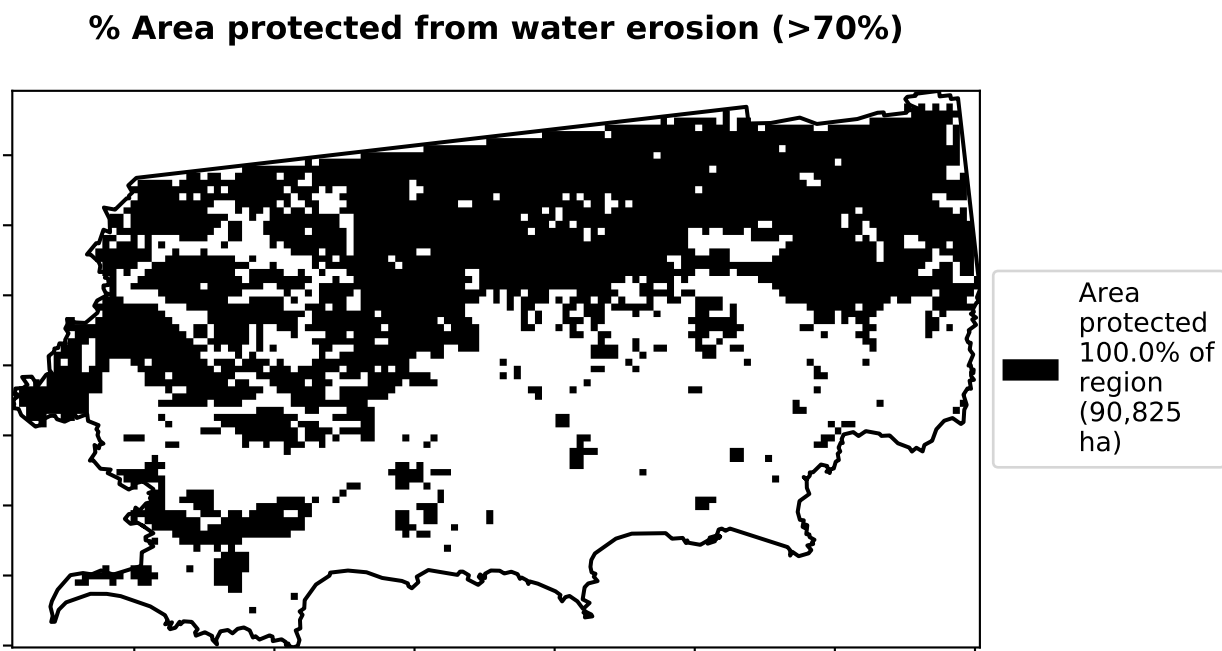 % Area protected from water erosion (>70%)
Area
protected
100.0% of
region
(90,825
ha)